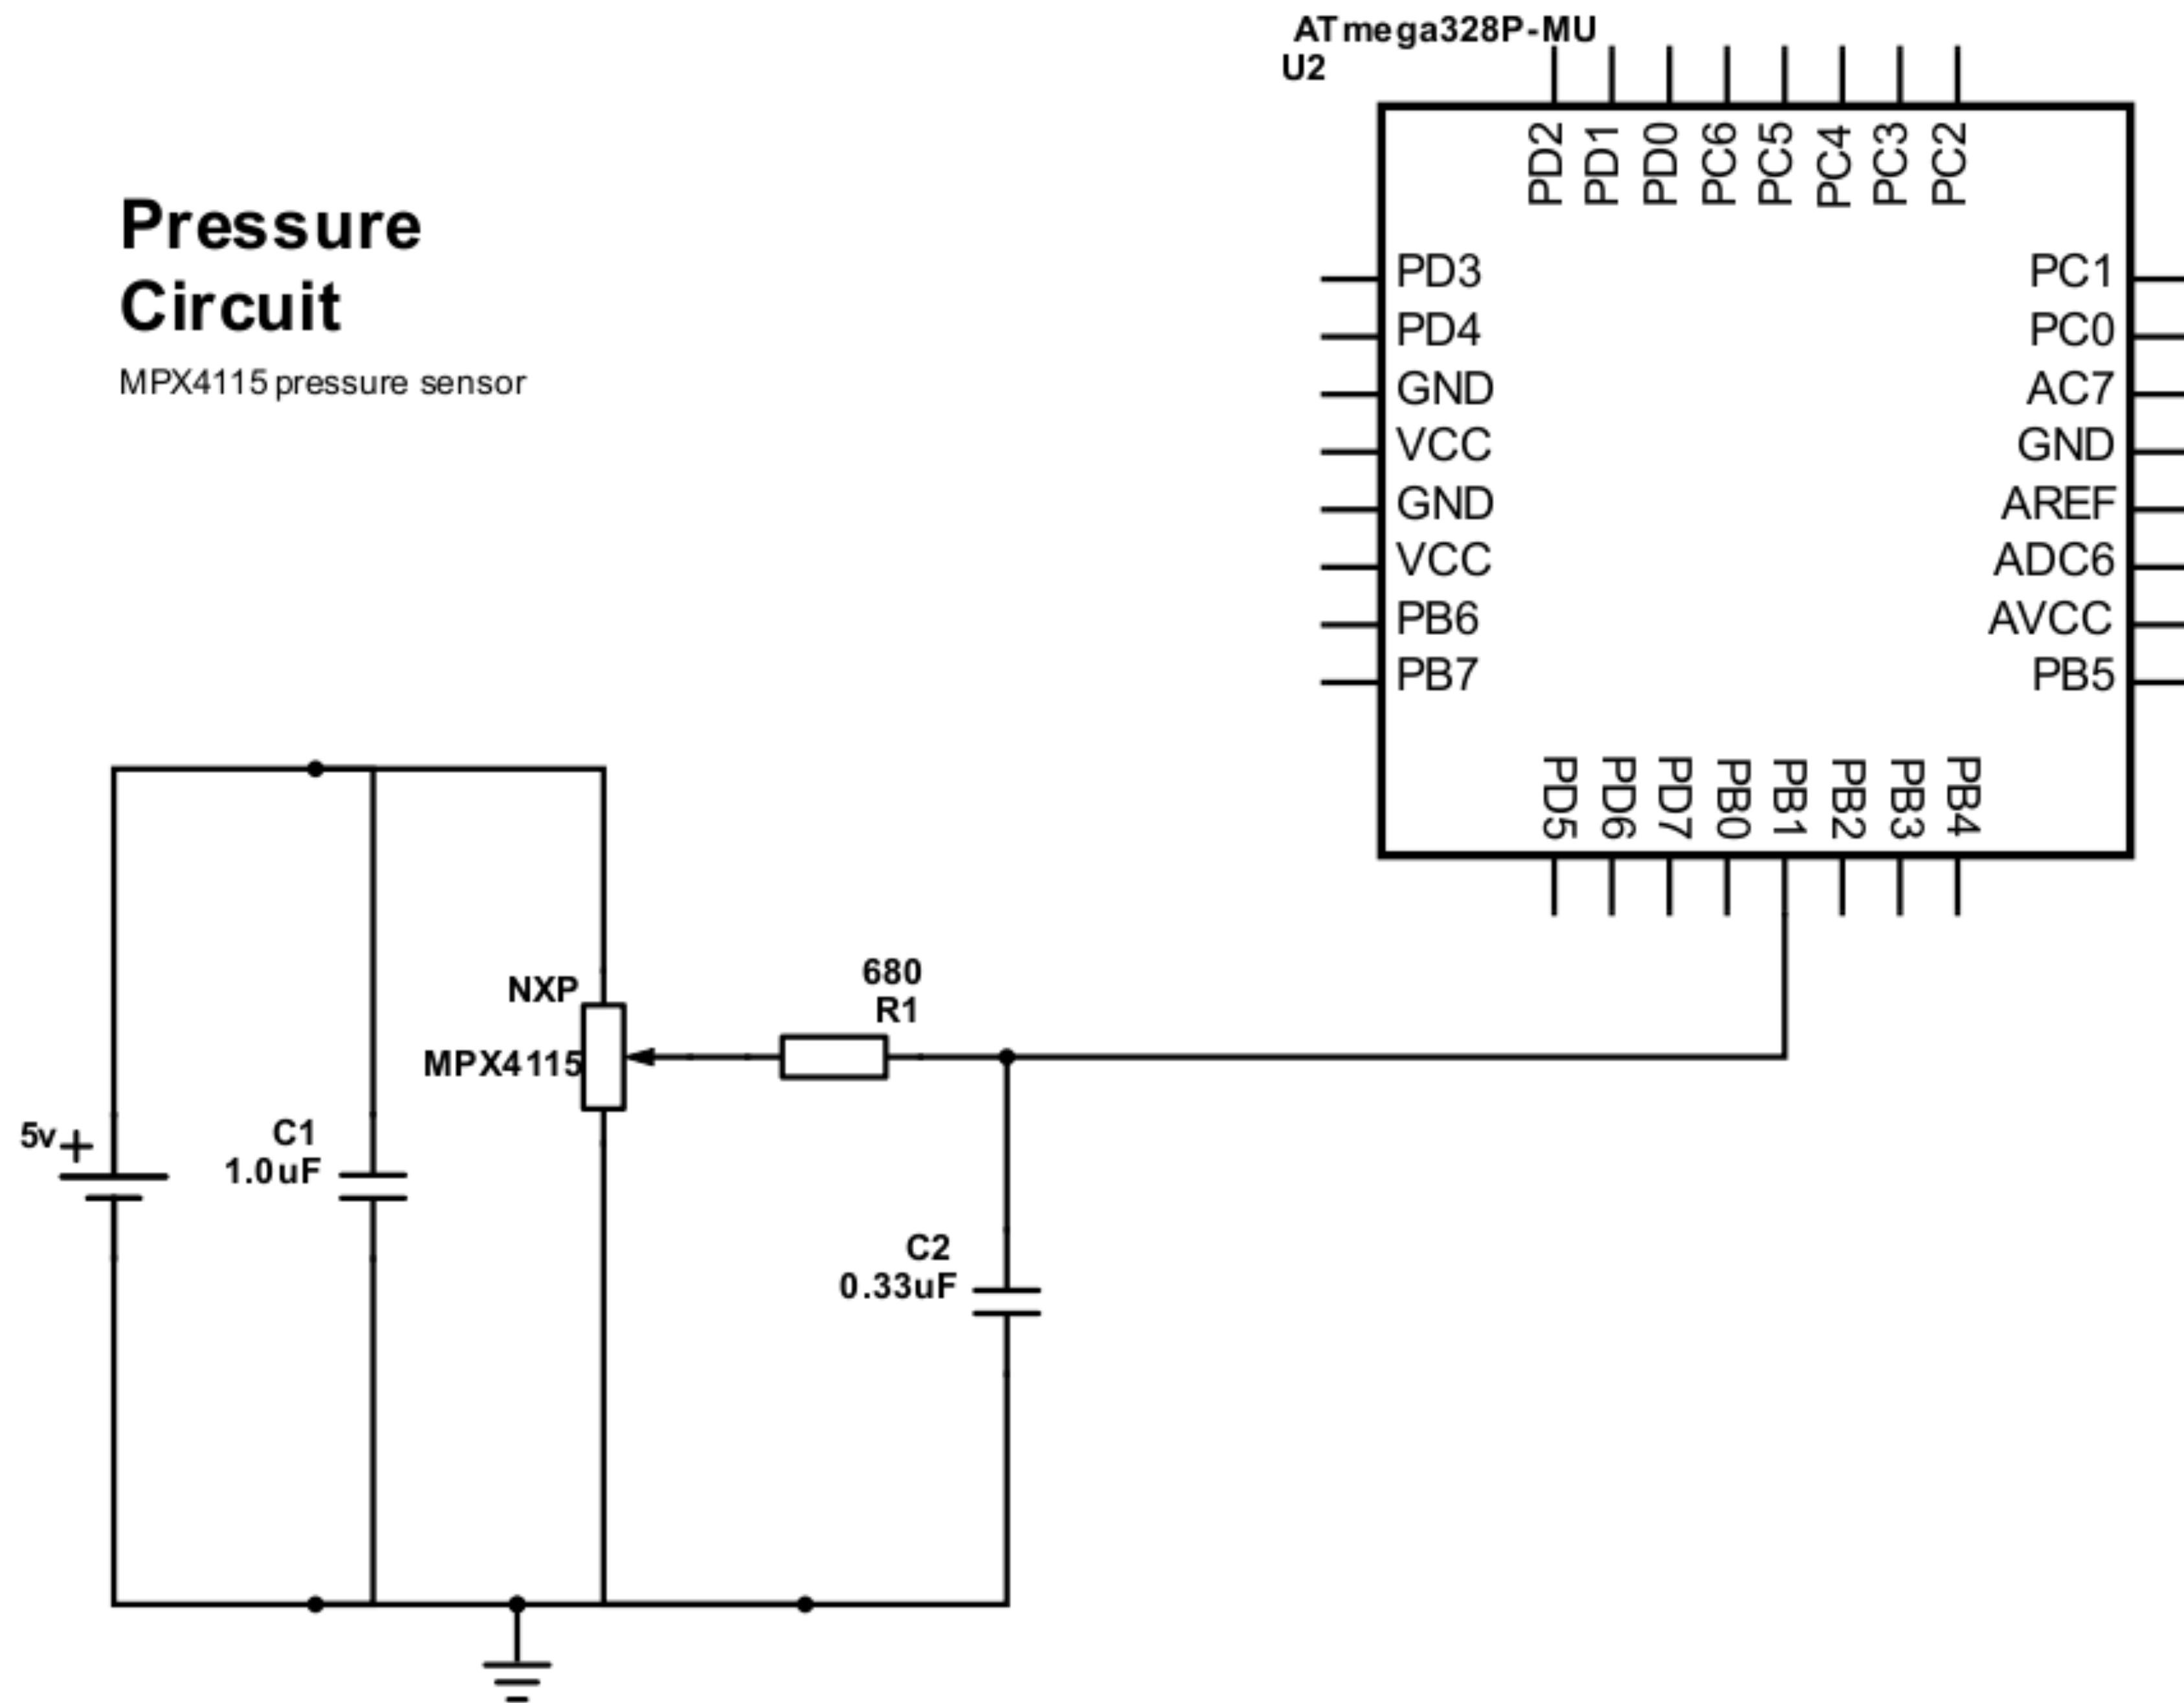 ATmega328P-MU
U2
Pressure
Circuit
MPX4115 pressure sensor
PD2
PD1
PD0
PC6
PC5
PC4
PC3
PC2
PD3
PD4
GND
VCC
GND
VCC
PB6
PB7
PC1
PC0
AC7
GND
AREF
ADC6
AVCC
PB5
PD5
PD6
PD7
PB0
PB1
PB2
PB3
PB4
NXP
MPX4115
680
R1
5v+
C1
1.0uF
C2
0.33uF